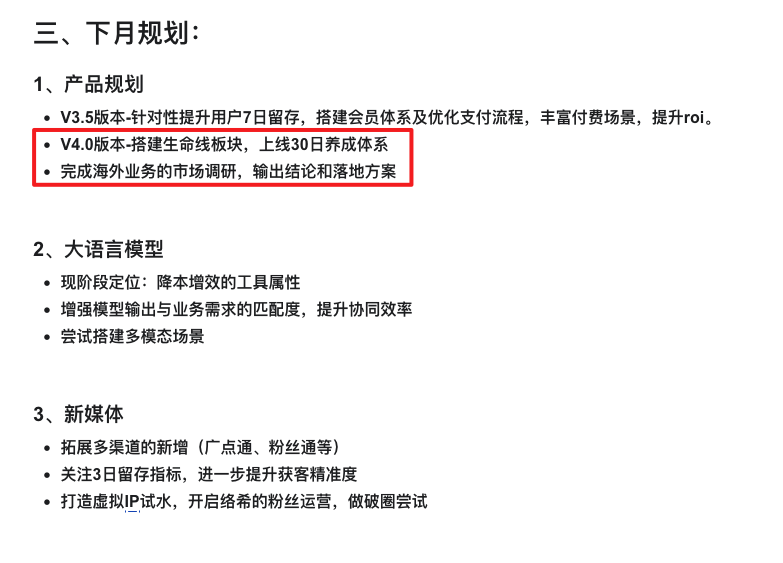 三、下月规划：
1、产品规划
• V3.5版本-针对性提升用户7日留存，搭建会员体系及优化支付流程，丰富付费场景，提升roi。
• V4.0版本-搭建生命线板块，上线30日养成体系
• 完成海外业务的市场调研，输出结论和落地方案
2、大语言模型
• 现阶段定位：降本增效的工具属性
• 增强模型输出与业务需求的匹配度，提升协同效率
• 尝试搭建多模态场景
3、新媒体
• 拓展多渠道的新增（广点通、粉丝通等）
• 关注3日留存指标，进一步提升获客精准度
• 打造虚拟IP试水，开启络希的粉丝运营，做破圈尝试